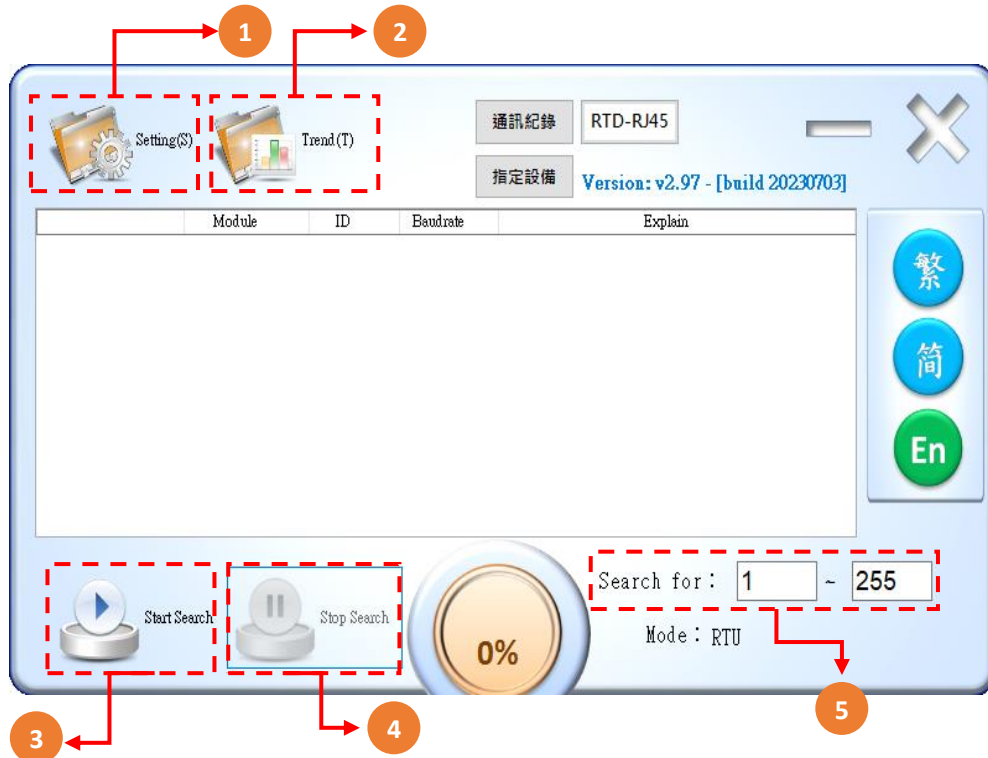 1
2
Setting(S)
Trend(T)
通訊紀錄
RTD-RJ45
指定設備
Version: v2.97 - [build 20230703]
Module ID Baudrate Explain
繁
简
En
Start Search
Stop Search
0%
Search for: 1 ~ 255
Mode: RTU
3
4
5